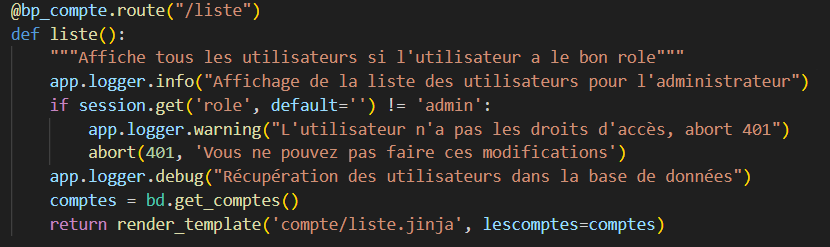 @bp_compte.route("/liste")
def liste():
    """Affiche tous les utilisateurs si l'utilisateur a le bon role"""
    app.logger.info("Affichage de la liste des utilisateurs pour l'administrateur")
    if session.get('role', default='') != 'admin':
        app.logger.warning("L'utilisateur n'a pas les droits d'accès, abort 401")
        abort(401, 'Vous ne pouvez pas faire ces modifications')
    app.logger.debug("Récupération des utilisateurs dans la base de données")
    comptes = bd.get_comptes()
    return render_template('compte/liste.jinja', lescomptes=comptes)